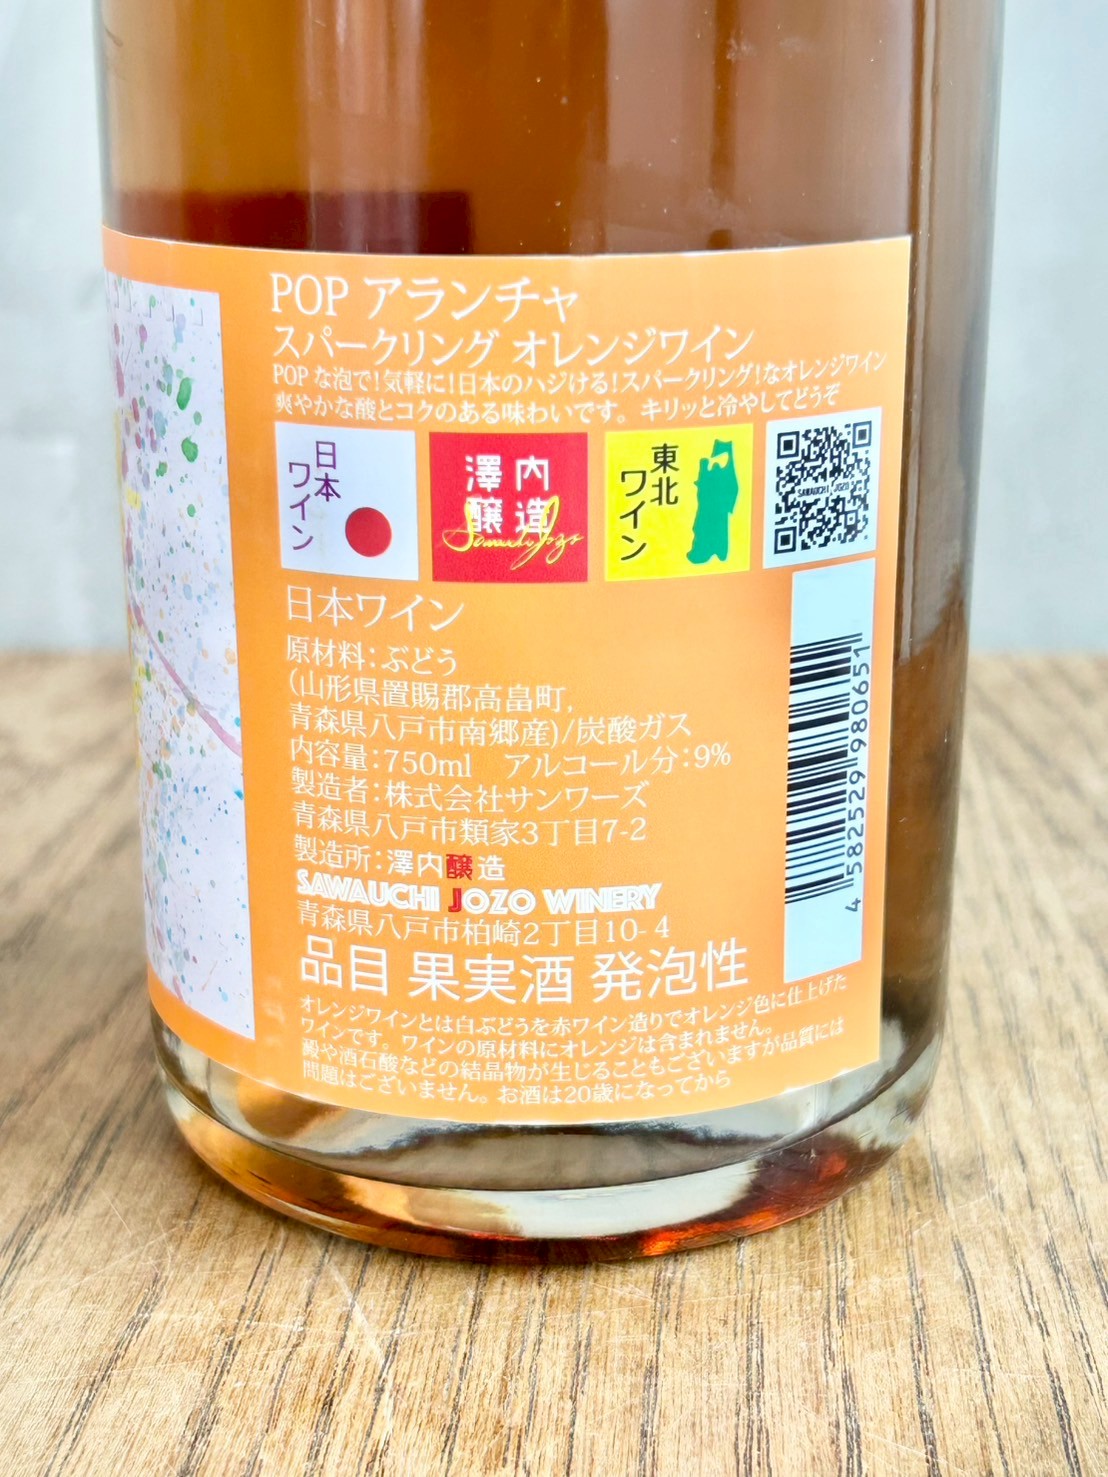 POP アランチャ
スパークリング オレンジワイン
POP な泡で!気軽に!日本のハジける!スパークリング!なオレンジワイン
爽やかな酸とコクのある味わいです。キリッと冷やしてどうぞ
日本
ワイン
澤内
醸造
東北
ワイン
SAWAUCHI JOZO
日本ワイン
原材料:ぶどう
(山形県置賜郡高畠町,
青森県八戸市南郷産)/炭酸ガス
内容量:750ml アルコール分:9%
製造者:株式会社サンワーズ
青森県八戸市類家3丁目7-2
製造所:澤内醸造
SAWAUCHI JOZO WINERY
青森県八戸市柏崎2丁目10-4
品目 果実酒 発泡性
オレンジワインとは白ぶどうを赤ワイン造りでオレンジ色に仕上げた
ワインです。ワインの原材料にオレンジは含まれません。
澱や酒石酸などの結晶物が生じることもございますが品質には
問題はございません。お酒は20歳になってから
4 582529 980651